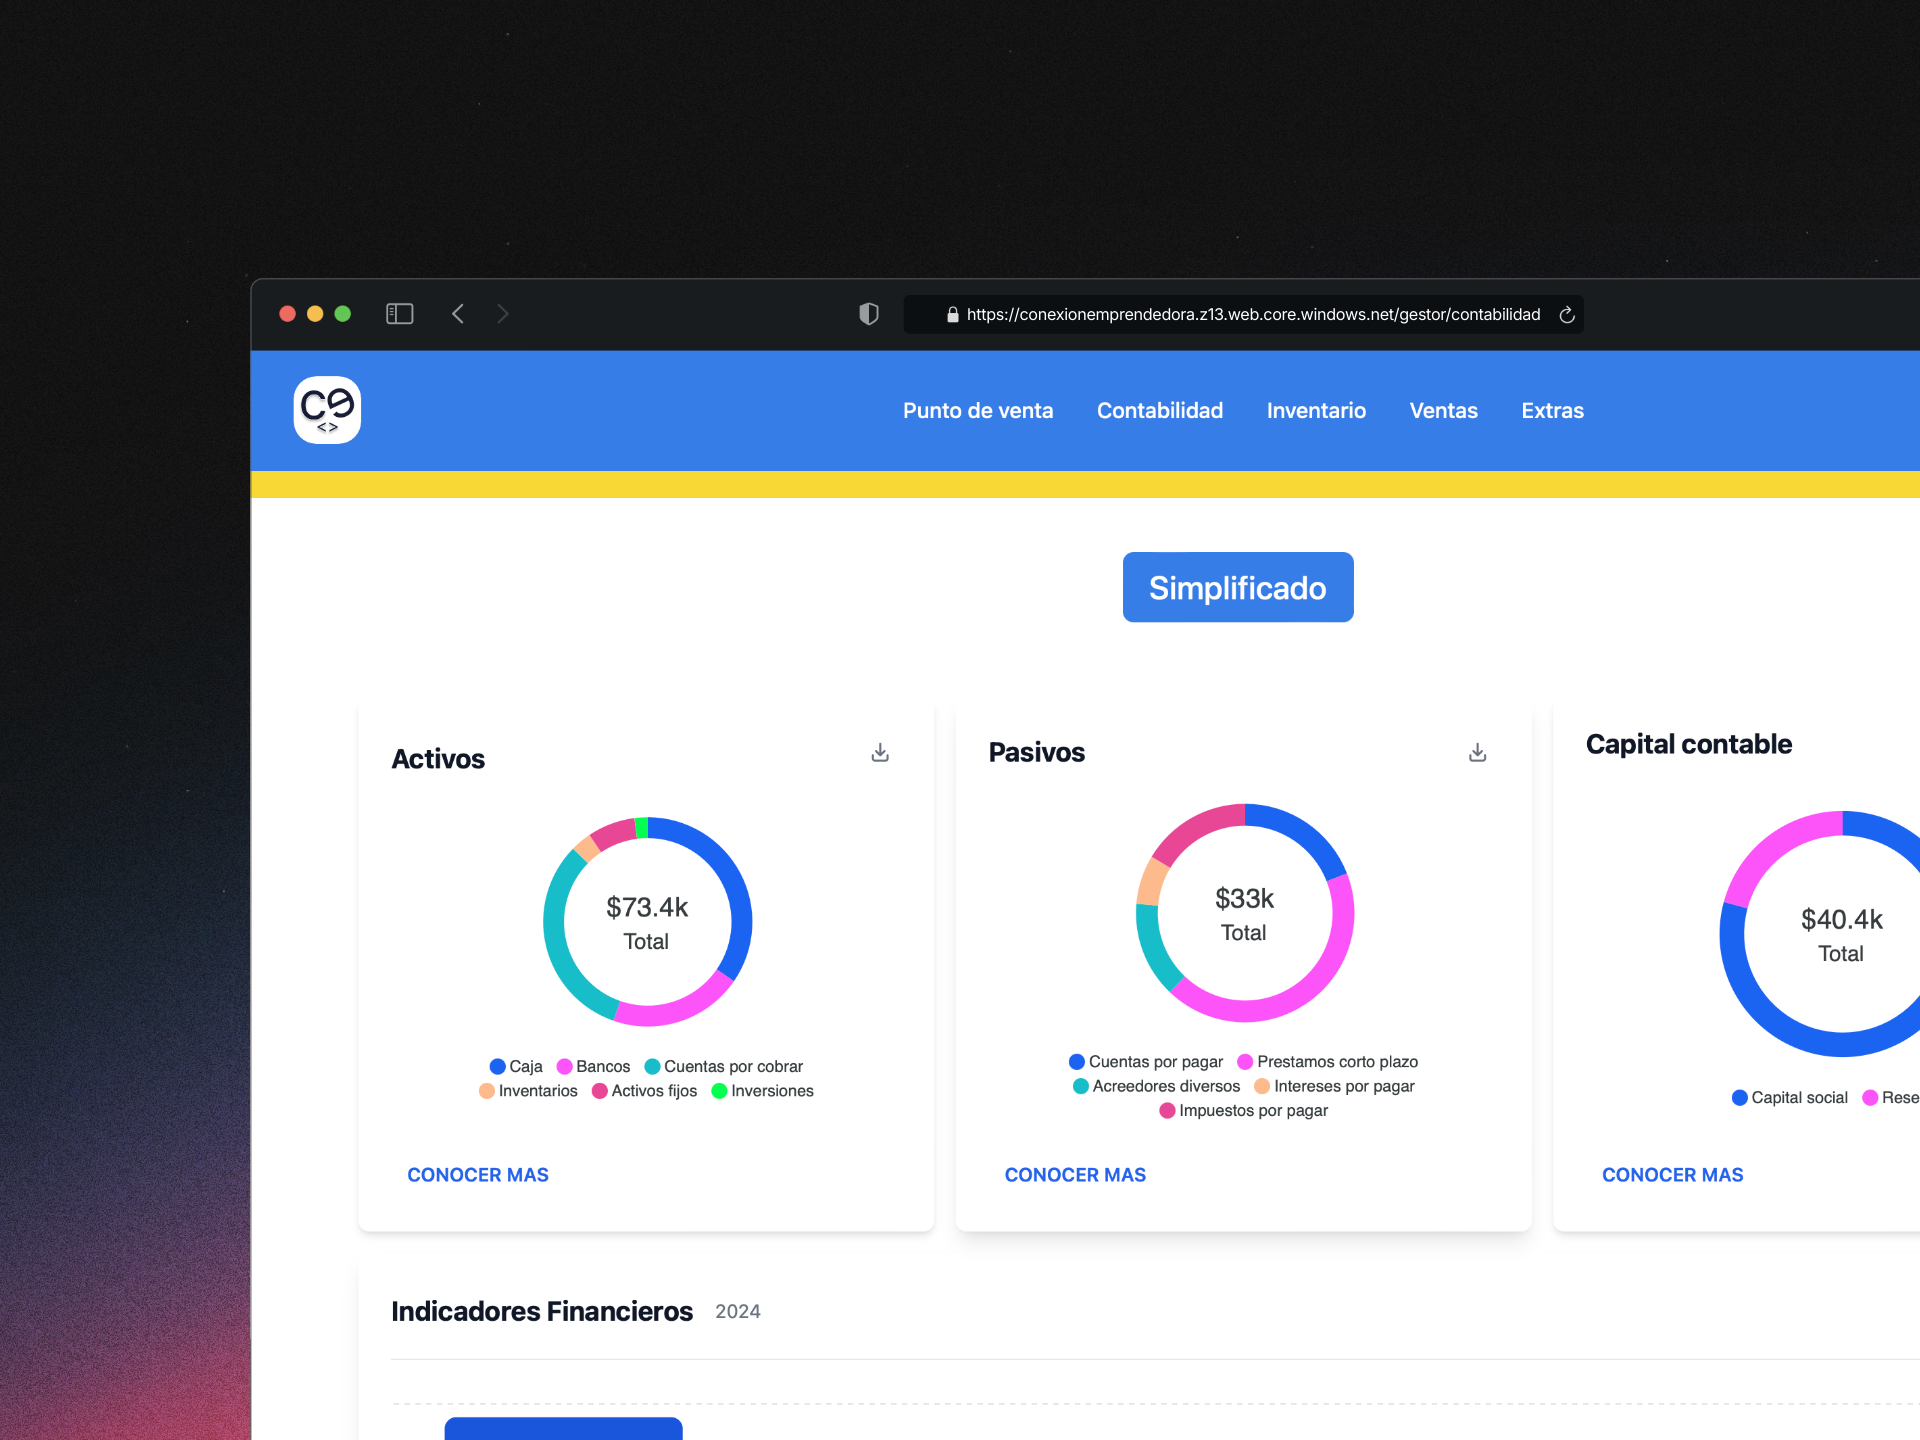 https://conexionemprendedora.z13.web.core.windows.net/gestor/contabilidad
ce
<>
Punto de venta Contabilidad Inventario Ventas Extras
Simplificado
Activos
$73.4k
Total
Caja Bancos Cuentas por cobrar
Inventarios Activos fijos Inversiones
CONOCER MAS
Pasivos
$33k
Total
Cuentas por pagar Prestamos corto plazo
Acreedores diversos Intereses por pagar
Impuestos por pagar
CONOCER MAS
Capital contable
$40.4k
Total
Capital social Rese
CONOCER MAS
Indicadores Financieros 2024